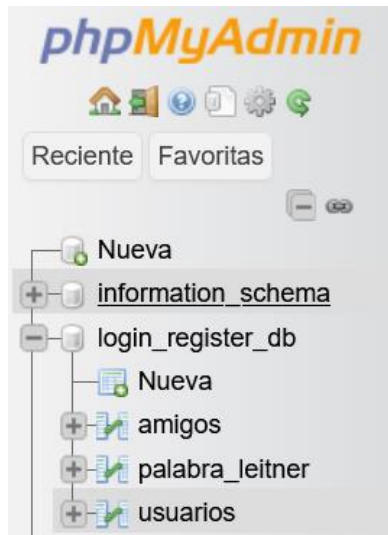 phpMyAdmin
Reciente Favoritas
Nueva
information_schema
login_register_db
Nueva
amigos
palabra_leitner
usuarios